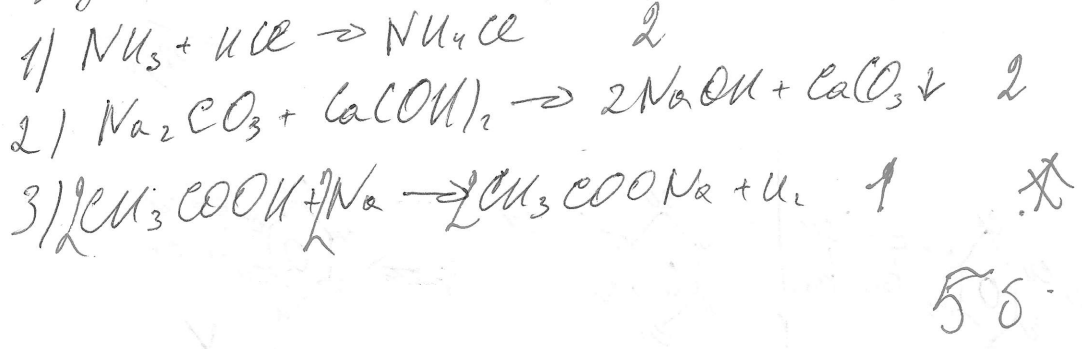 1) NH₃ + HCl → NH₄Cl 2
2) Na₂CO₃ + Ca(OH)₂ → 2NaOH + CaCO₃↓ 2
3) 2CH₃COOH + 2Na → 2CH₃COONa + H₂ 1
5 б.